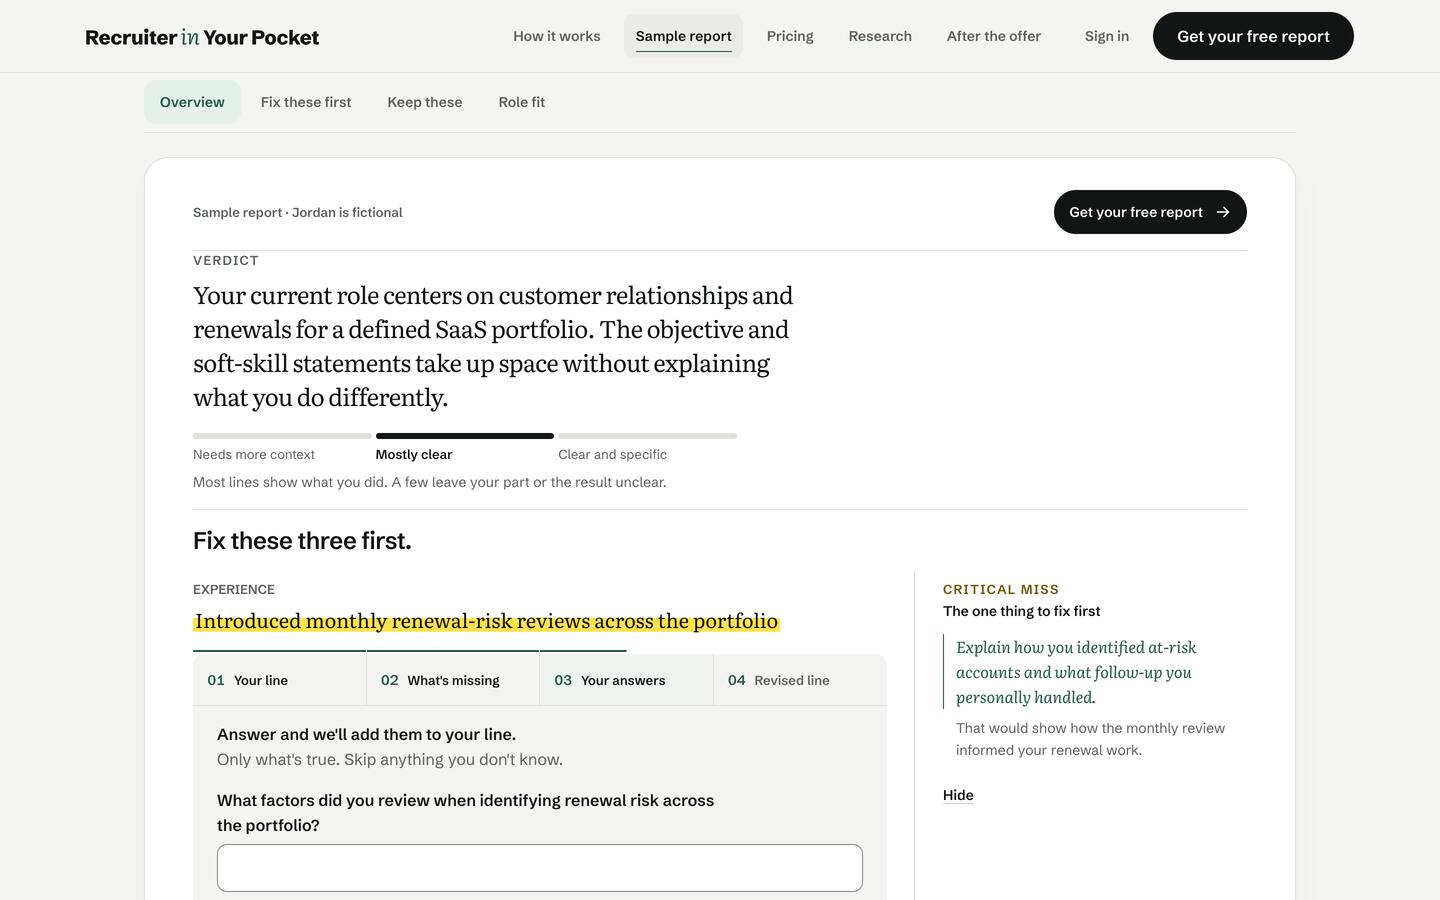 Recruiter in Your Pocket
How it works
Sample report
Pricing
Research
After the offer
Sign in
Get your free report
Overview
Fix these first
Keep these
Role fit
Sample report · Jordan is fictional
Get your free report →
VERDICT
Your current role centers on customer relationships and
renewals for a defined SaaS portfolio. The objective and
soft-skill statements take up space without explaining
what you do differently.
Needs more context
Mostly clear
Clear and specific
Most lines show what you did. A few leave your part or the result unclear.
Fix these three first.
EXPERIENCE
Introduced monthly renewal-risk reviews across the portfolio
01 Your line
02 What's missing
03 Your answers
04 Revised line
Answer and we'll add them to your line.
Only what's true. Skip anything you don't know.
What factors did you review when identifying renewal risk across
the portfolio?
CRITICAL MISS
The one thing to fix first
Explain how you identified at-risk
accounts and what follow-up you
personally handled.
That would show how the monthly review
informed your renewal work.
Hide